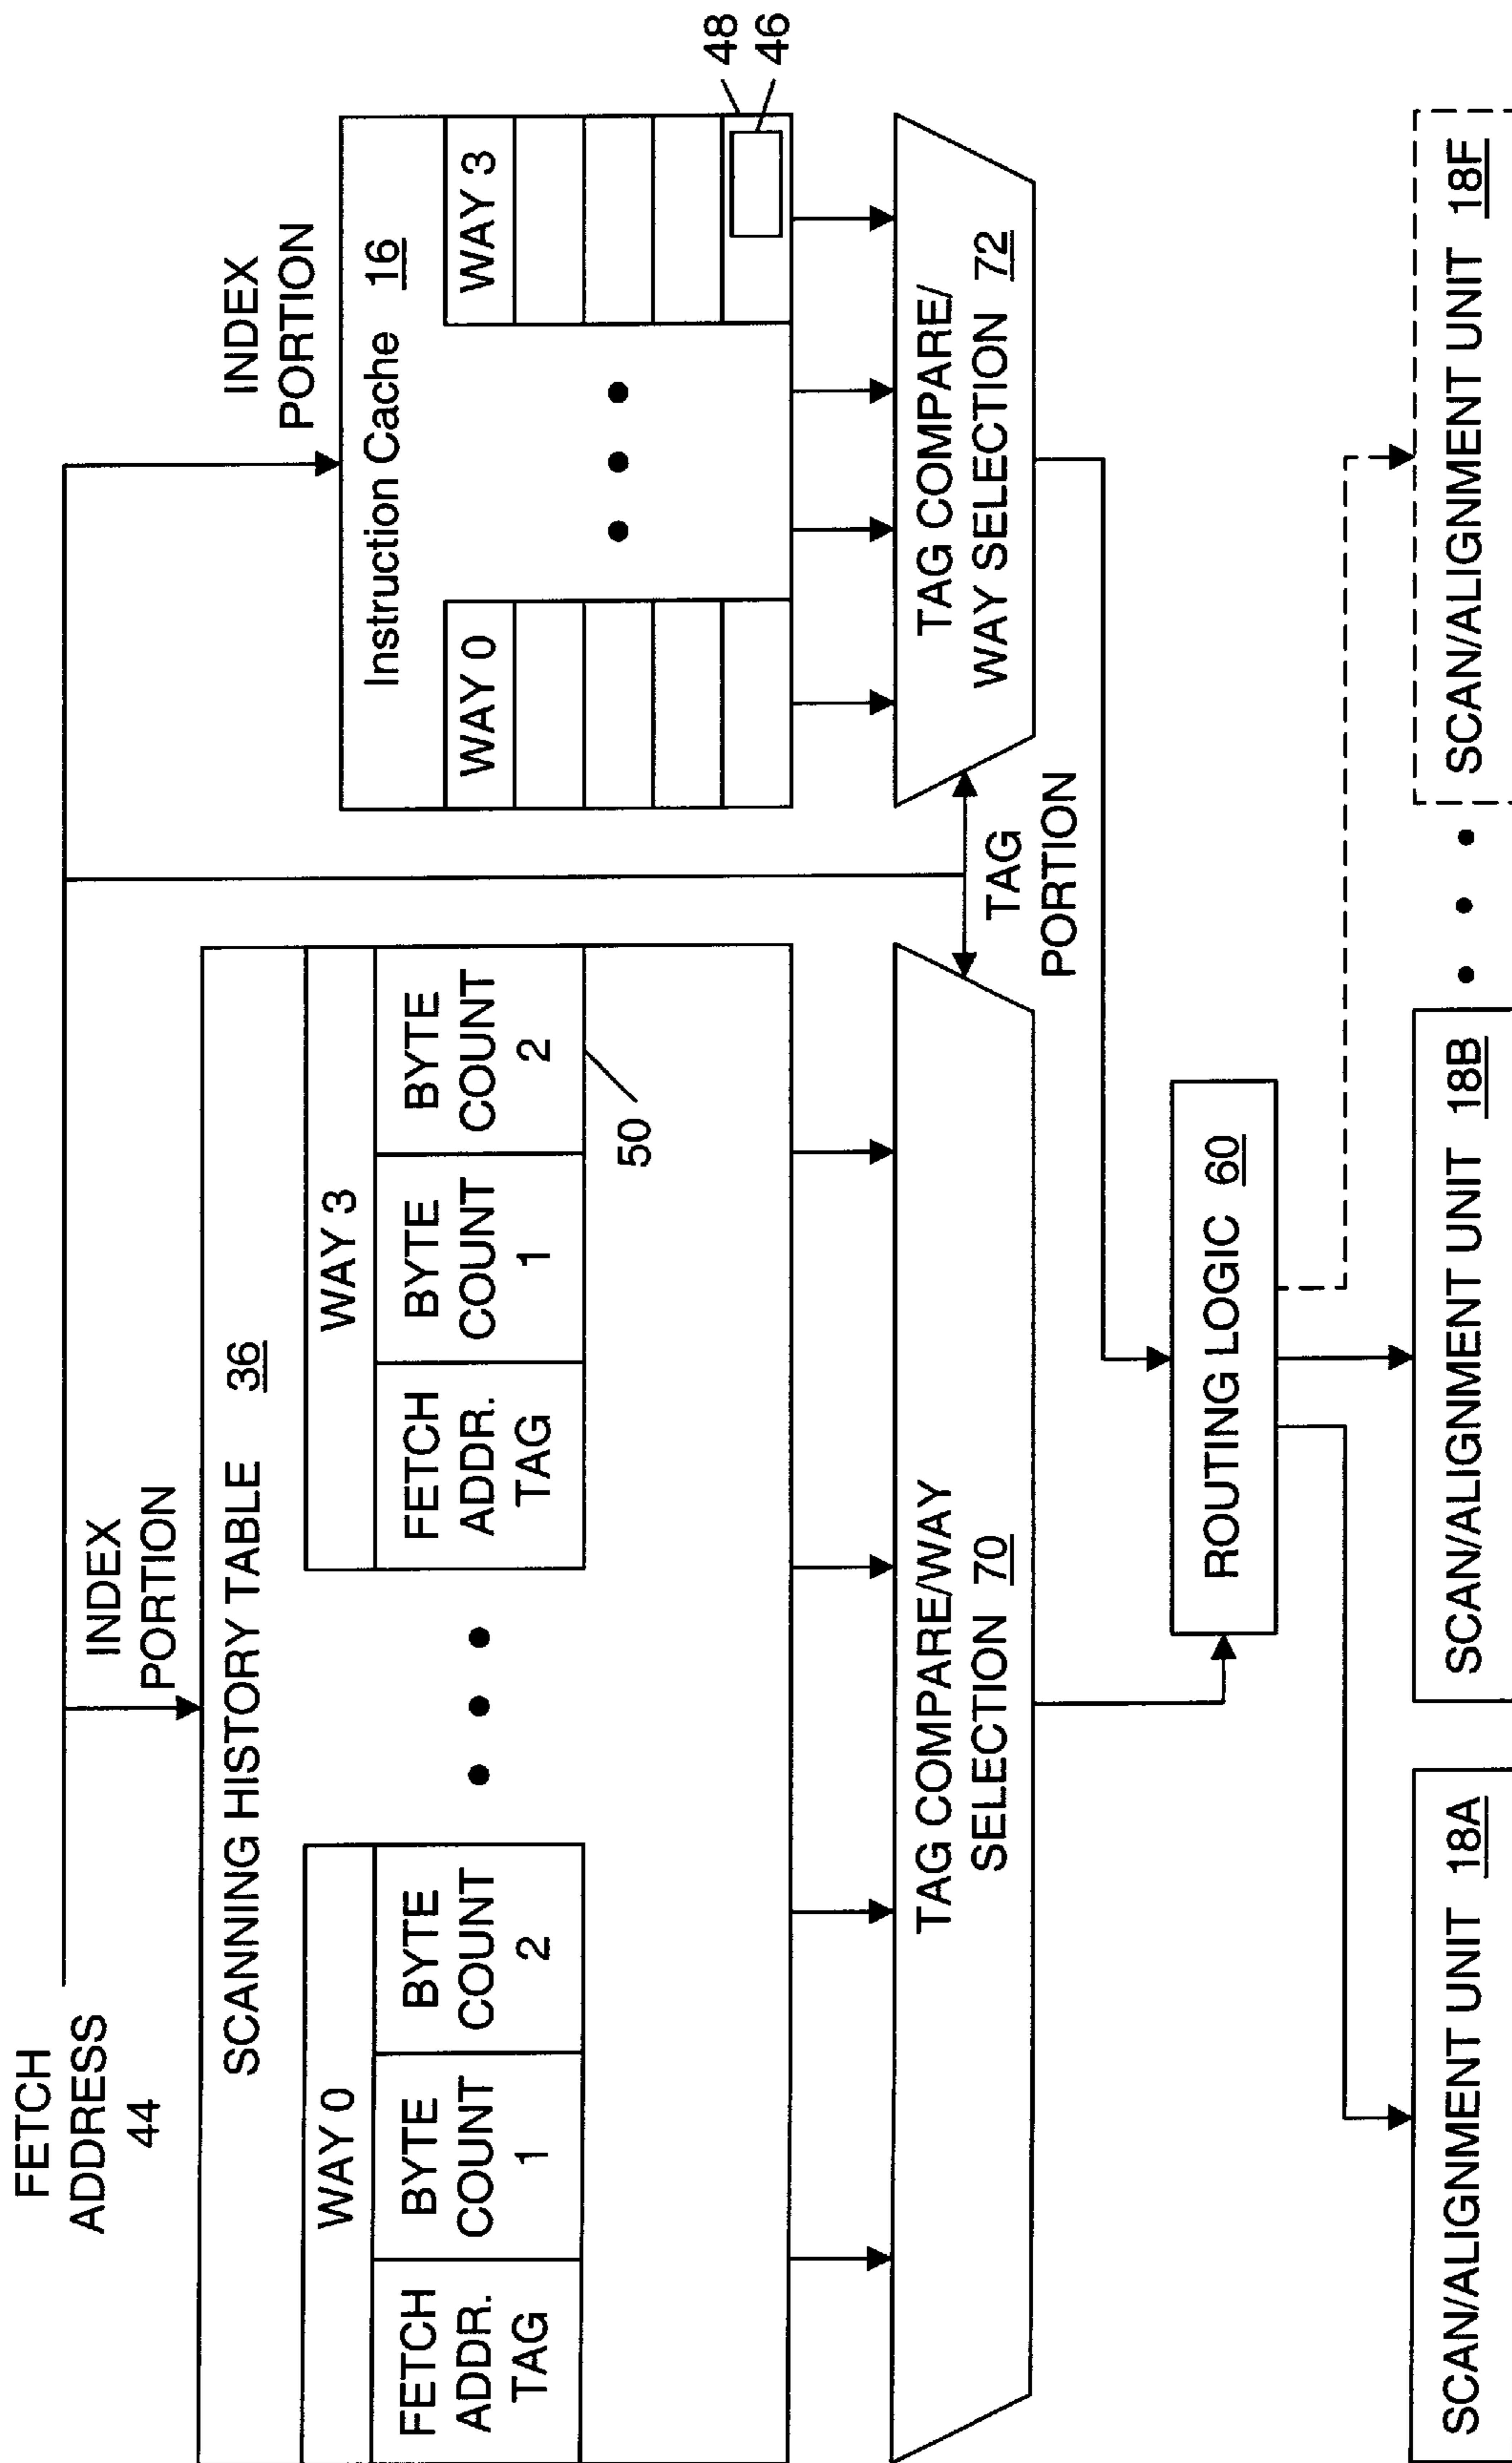 FETCH
ADDRESS
44
INDEX
PORTION
INDEX
PORTION
SCANNING HISTORY TABLE 36
WAY 0
FETCH
ADDR.
TAG
BYTE
COUNT
1
BYTE
COUNT
2
WAY 3
FETCH
ADDR.
TAG
BYTE
COUNT
1
BYTE
COUNT
2
50
Instruction Cache 16
WAY 0
WAY 3
48
46
TAG COMPARE/WAY
SELECTION 70
TAG
PORTION
TAG COMPARE/
WAY SELECTION 72
ROUTING LOGIC 60
SCAN/ALIGNMENT UNIT 18A
SCAN/ALIGNMENT UNIT 18B
SCAN/ALIGNMENT UNIT 18F